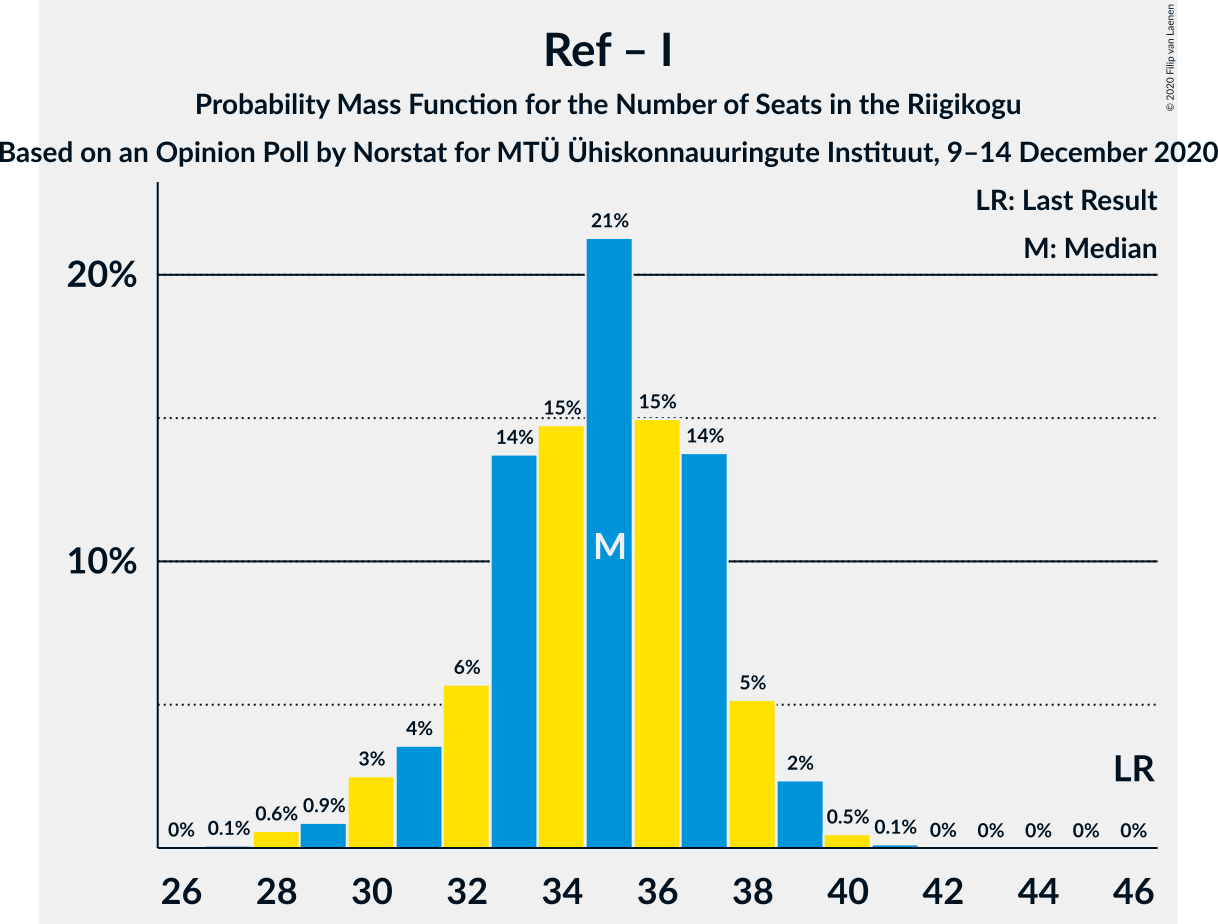 Ref – I
Probability Mass Function for the Number of Seats in the Riigikogu
Based on an Opinion Poll by Norstat for MTÜ Ühiskonnauuringute Instituut, 9–14 December 2020
© 2020 Filip van Laenen
LR: Last Result
M: Median
20%
10%
0%
0.1%
0.6%
0.9%
3%
4%
6%
14%
15%
21%
15%
14%
5%
2%
0.5%
0.1%
0%
0%
0%
0%
0%
M
LR
26 28 30 32 34 36 38 40 42 44 46